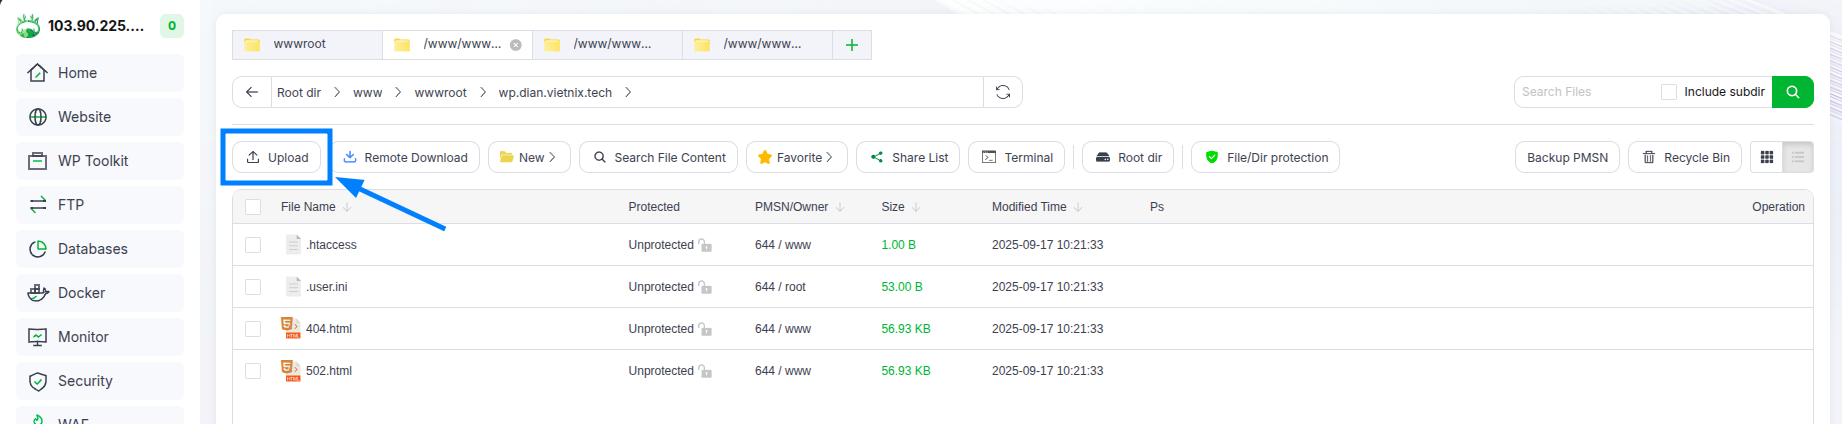 103.90.225.... 0
Home
Website
WP Toolkit
FTP
Databases
Docker
Monitor
Security
WAF
wwwroot /www/www... /www/www... /www/www...
Root dir www wwwroot wp.dian.vietnix.tech
Search Files Include subdir
Upload Remote Download New Search File Content Favorite Share List Terminal Root dir File/Dir protection Backup PMSN Recycle Bin
File Name Protected PMSN/Owner Size Modified Time Ps Operation
.htaccess Unprotected 644 / www 1.00 B 2025-09-17 10:21:33
.user.ini Unprotected 644 / root 53.00 B 2025-09-17 10:21:33
404.html Unprotected 644 / www 56.93 KB 2025-09-17 10:21:33
502.html Unprotected 644 / www 56.93 KB 2025-09-17 10:21:33